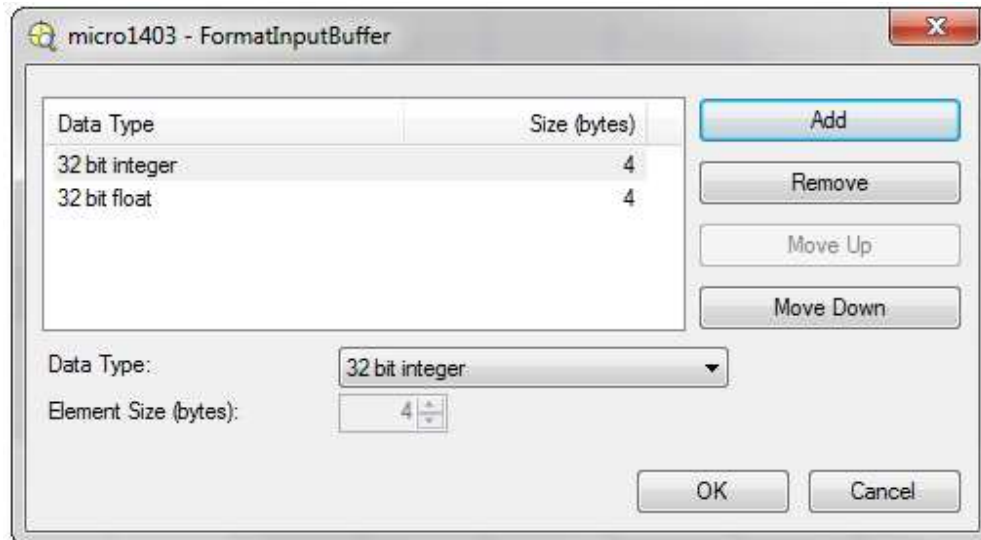 micro1403 - FormatInputBuffer
Data Type Size (bytes) Add
32 bit integer 4
Remove
32 bit float 4
Move Up
Move Down
Data Type: 32 bit integer
Element Size (bytes): 4
OK Cancel